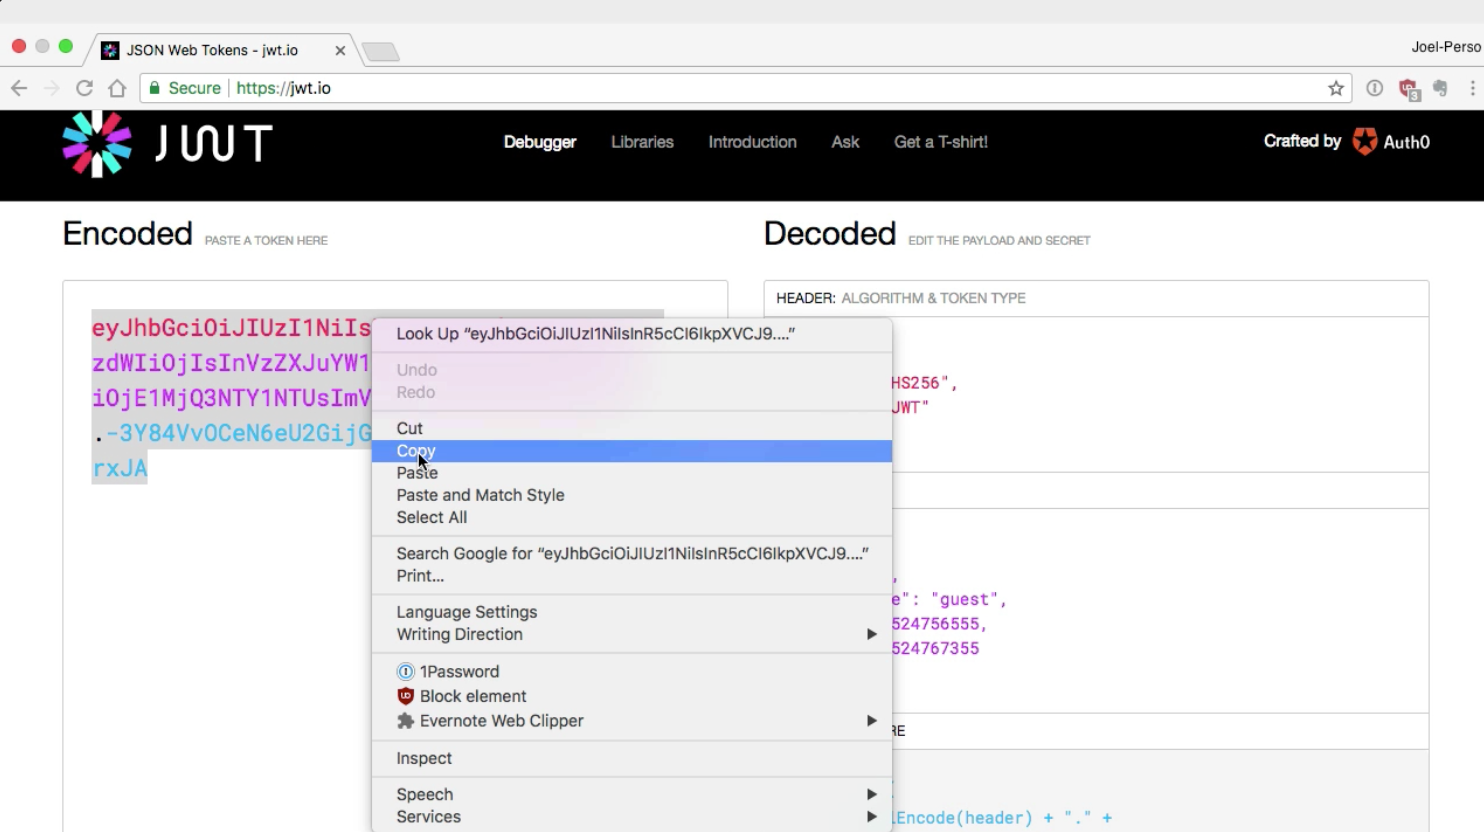 JSON Web Tokens - jwt.io
Joel-Perso
Secure
https://jwt.io
3
JWT
Debugger
Libraries
Introduction
Ask
Get a T-shirt!
Crafted by
Auth0
Encoded PASTE A TOKEN HERE
Decoded EDIT THE PAYLOAD AND SECRET
eyJhbGciOiJIUzI1NiIs
zdWIiOjIsInVzZXJuYW1
iOjE1MjQ3NTY1NTUsImV
.-3Y84VvOCeN6eU2GijG
rxJA
Look Up “eyJhbGciOiJIUzI1NiIsInR5cCI6IkpXVCJ9....”
Undo
Redo
Cut
Copy
Paste
Paste and Match Style
Select All
Search Google for “eyJhbGciOiJIUzI1NiIsInR5cCI6IkpXVCJ9....”
Print...
Language Settings
Writing Direction
1Password
Block element
Evernote Web Clipper
Inspect
Speech
Services
HEADER: ALGORITHM & TOKEN TYPE
HS256",
JWT"
,
e": "guest",
524756555,
524767355
RE
Encode(header) + "." +